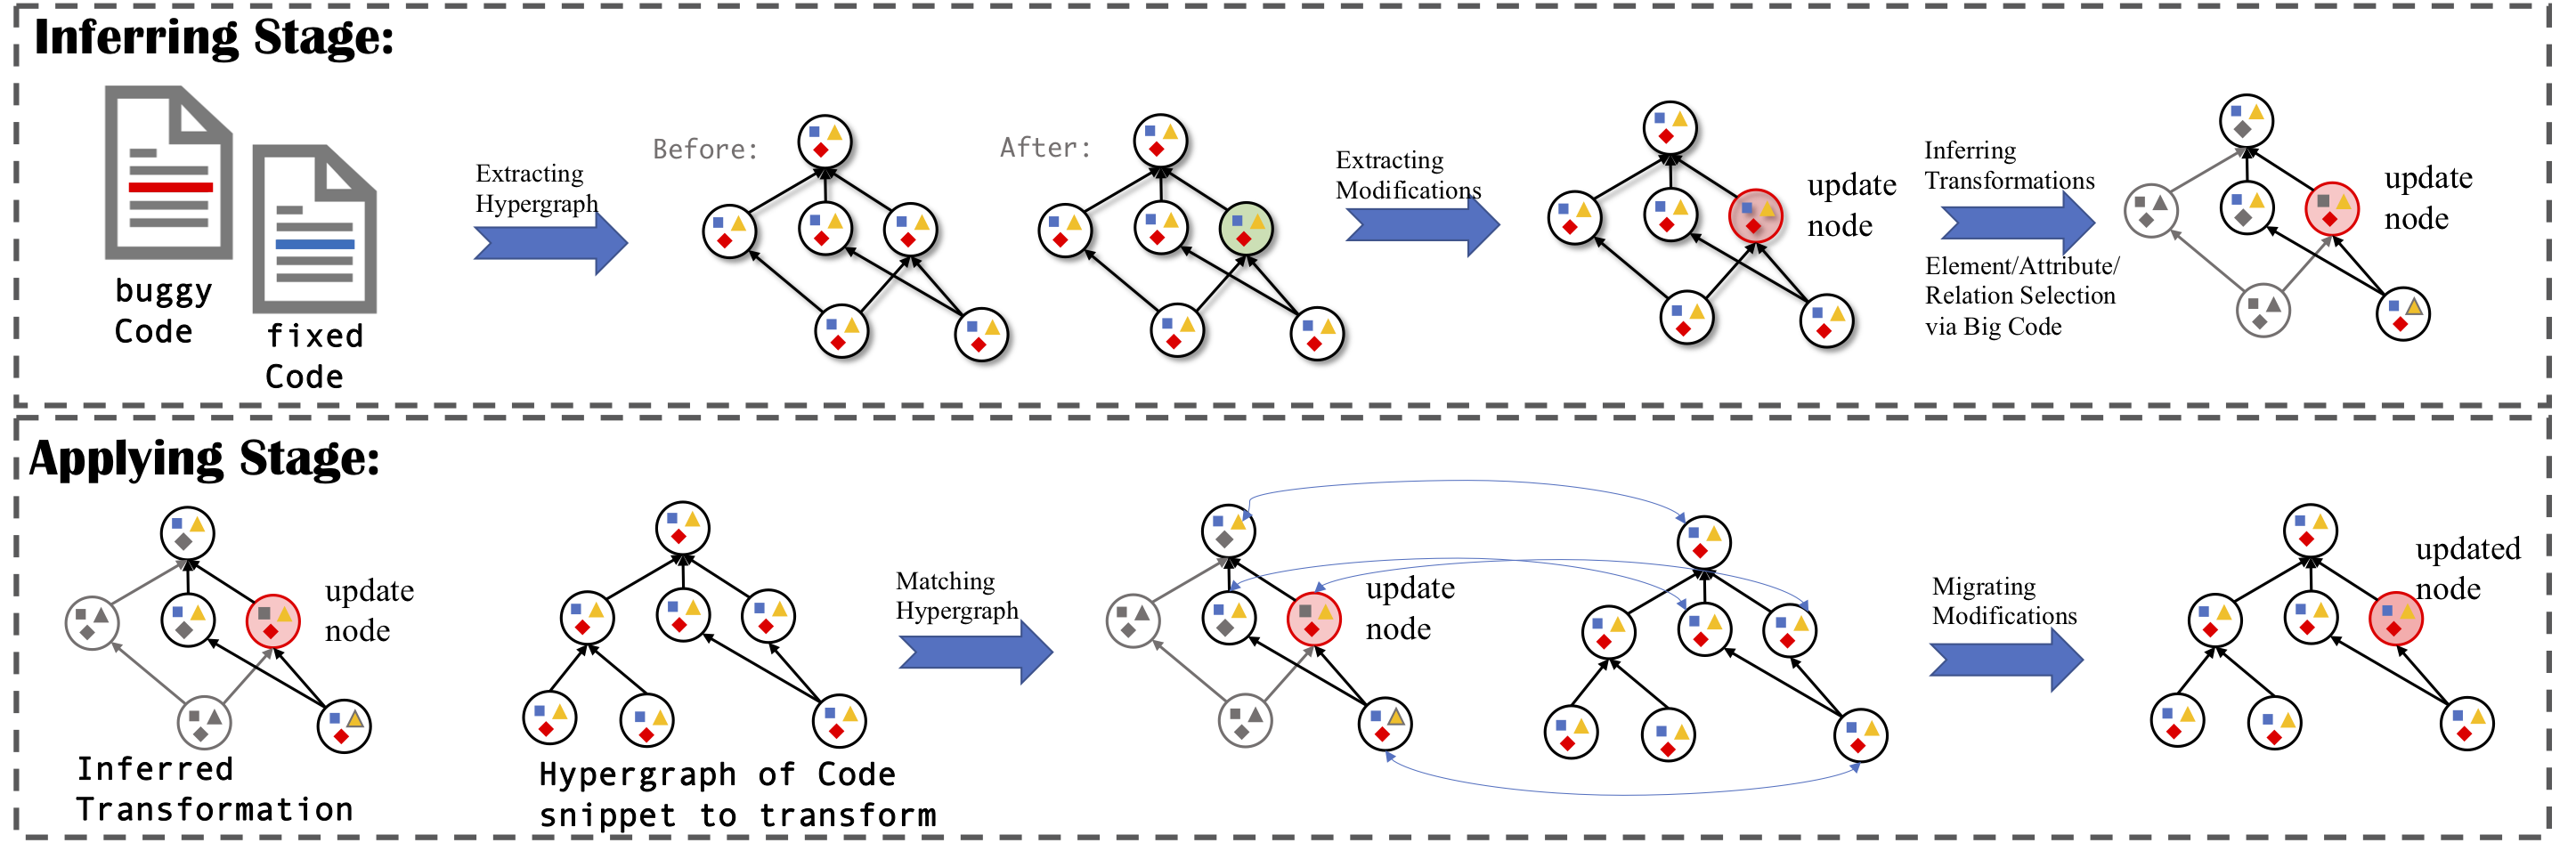 Inferring Stage:
buggy
Code
fixed
Code
Extracting
Hypergraph
Before:
After:
Extracting
Modifications
update
node
Inferring
Transformations
Element/Attribute/
Relation Selection
via Big Code
update
node
Applying Stage:
update
node
Inferred
Transformation
Hypergraph of Code
snippet to transform
Matching
Hypergraph
update
node
Migrating
Modifications
updated
node